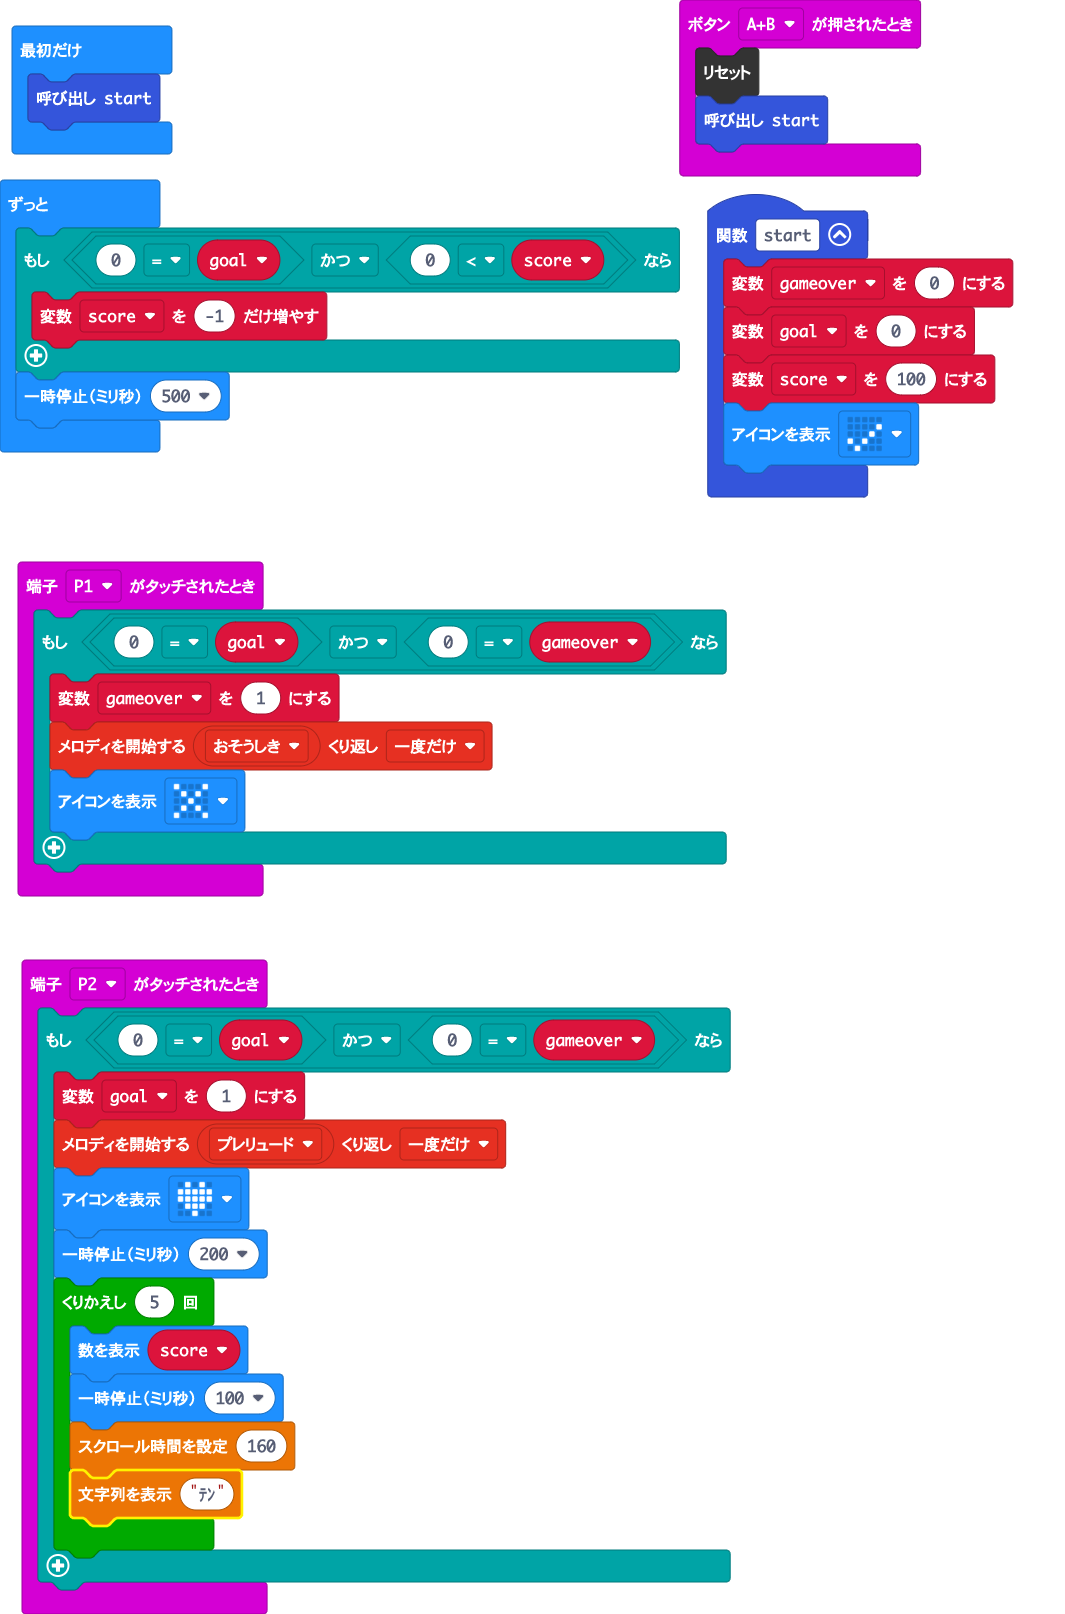 最初だけ
呼び出し start
ボタン A+B が押されたとき
リセット
呼び出し start
ずっと
もし 0 = goal かつ 0 < score なら
変数 score を -1 だけ増やす
一時停止（ミリ秒） 500
関数 start
変数 gameover を 0 にする
変数 goal を 0 にする
変数 score を 100 にする
アイコンを表示
端子 P1 がタッチされたとき
もし 0 = goal かつ 0 = gameover なら
変数 gameover を 1 にする
メロディを開始する おそうしき くり返し 一度だけ
アイコンを表示
端子 P2 がタッチされたとき
もし 0 = goal かつ 0 = gameover なら
変数 goal を 1 にする
メロディを開始する プレリュード くり返し 一度だけ
アイコンを表示
一時停止（ミリ秒） 200
くりかえし 5 回
数を表示 score
一時停止（ミリ秒） 100
スクロール時間を設定 160
文字列を表示 "ﾃﾝ"